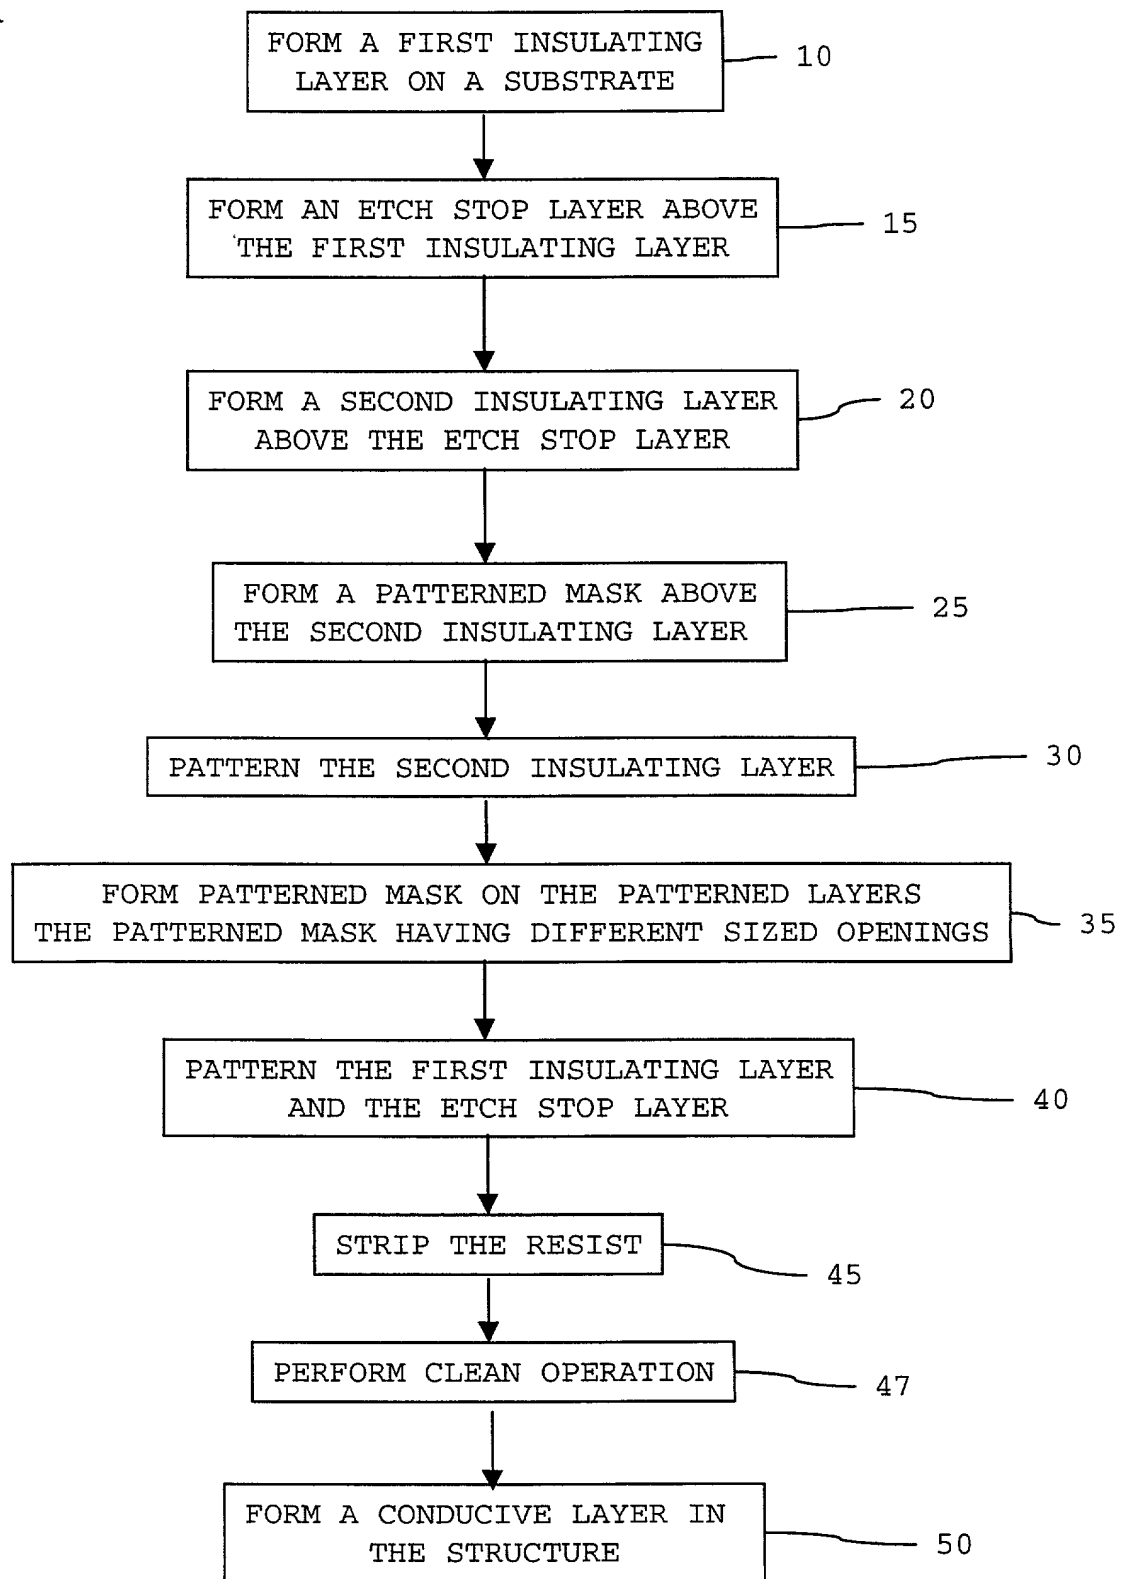 FORM A FIRST INSULATING
LAYER ON A SUBSTRATE
10
FORM AN ETCH STOP LAYER ABOVE
THE FIRST INSULATING LAYER
15
FORM A SECOND INSULATING LAYER
ABOVE THE ETCH STOP LAYER
20
FORM A PATTERNED MASK ABOVE
THE SECOND INSULATING LAYER
25
PATTERN THE SECOND INSULATING LAYER
30
FORM PATTERNED MASK ON THE PATTERNED LAYERS
THE PATTERNED MASK HAVING DIFFERENT SIZED OPENINGS
35
PATTERN THE FIRST INSULATING LAYER
AND THE ETCH STOP LAYER
40
STRIP THE RESIST
45
PERFORM CLEAN OPERATION
47
FORM A CONDUCIVE LAYER IN
THE STRUCTURE
50